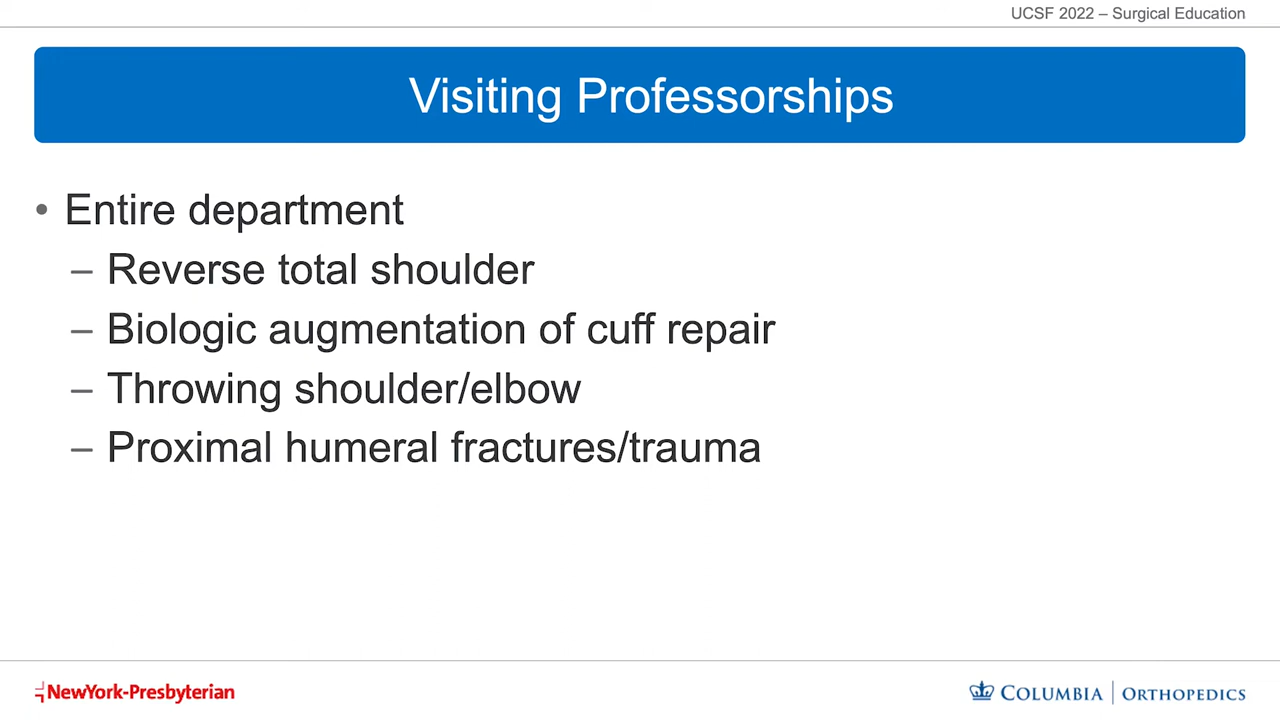 UCSF 2022 – Surgical Education
Visiting Professorships
• Entire department
– Reverse total shoulder
– Biologic augmentation of cuff repair
– Throwing shoulder/elbow
– Proximal humeral fractures/trauma
NewYork-Presbyterian
COLUMBIA | ORTHOPEDICS